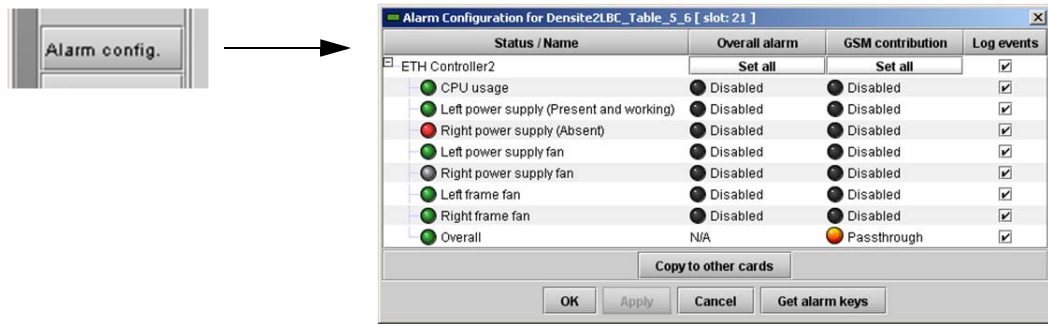 Alarm config.
Alarm Configuration for Densite2LBC_Table_5_6 [ slot: 21 ]
Status / Name Overall alarm GSM contribution Log events
ETH Controller2 Set all Set all
CPU usage Disabled Disabled
Left power supply (Present and working) Disabled Disabled
Right power supply (Absent) Disabled Disabled
Left power supply fan Disabled Disabled
Right power supply fan Disabled Disabled
Left frame fan Disabled Disabled
Right frame fan Disabled Disabled
Overall N/A Passthrough
Copy to other cards
OK Apply Cancel Get alarm keys